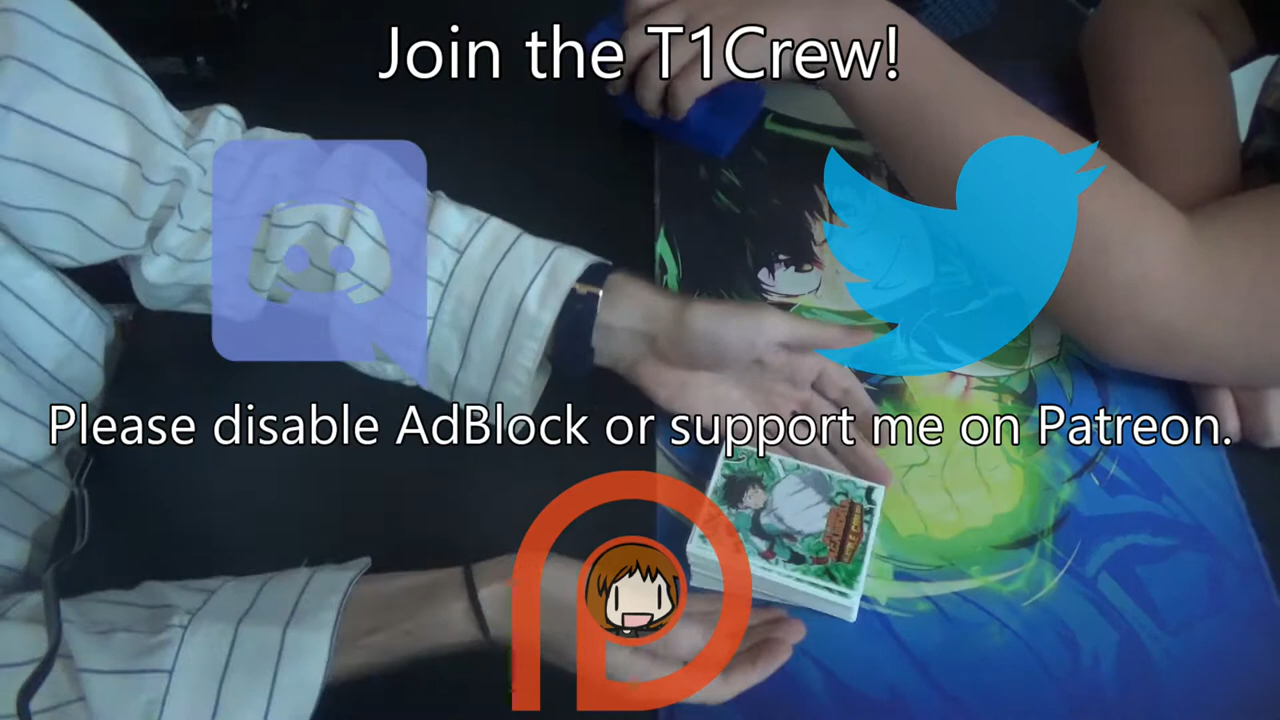 Join the T1Crew!
Please disable AdBlock or support me on Patreon.